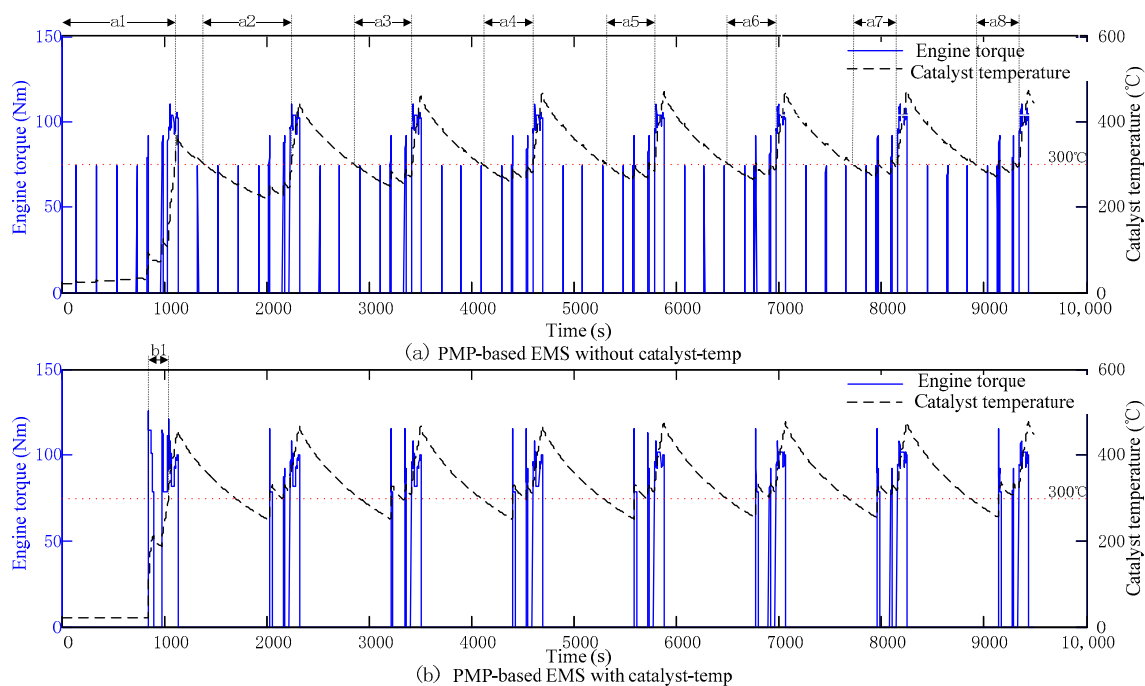 a1 a2 a3 a4 a5 a6 a7 a8
150 600
Engine torque
Catalyst temperature
100 400
300℃
50 200
0 0
0 1000 2000 3000 4000 5000 6000 7000 8000 9000 10,000
Engine torque (Nm)
Catalyst temperature (℃)
Time (s)
(a) PMP-based EMS without catalyst-temp
b1
150 600
Engine torque
Catalyst temperature
100 400
300℃
50 200
0 0
0 1000 2000 3000 4000 5000 6000 7000 8000 9000 10,000
Engine torque (Nm)
Catalyst temperature (℃)
Time (s)
(b) PMP-based EMS with catalyst-temp